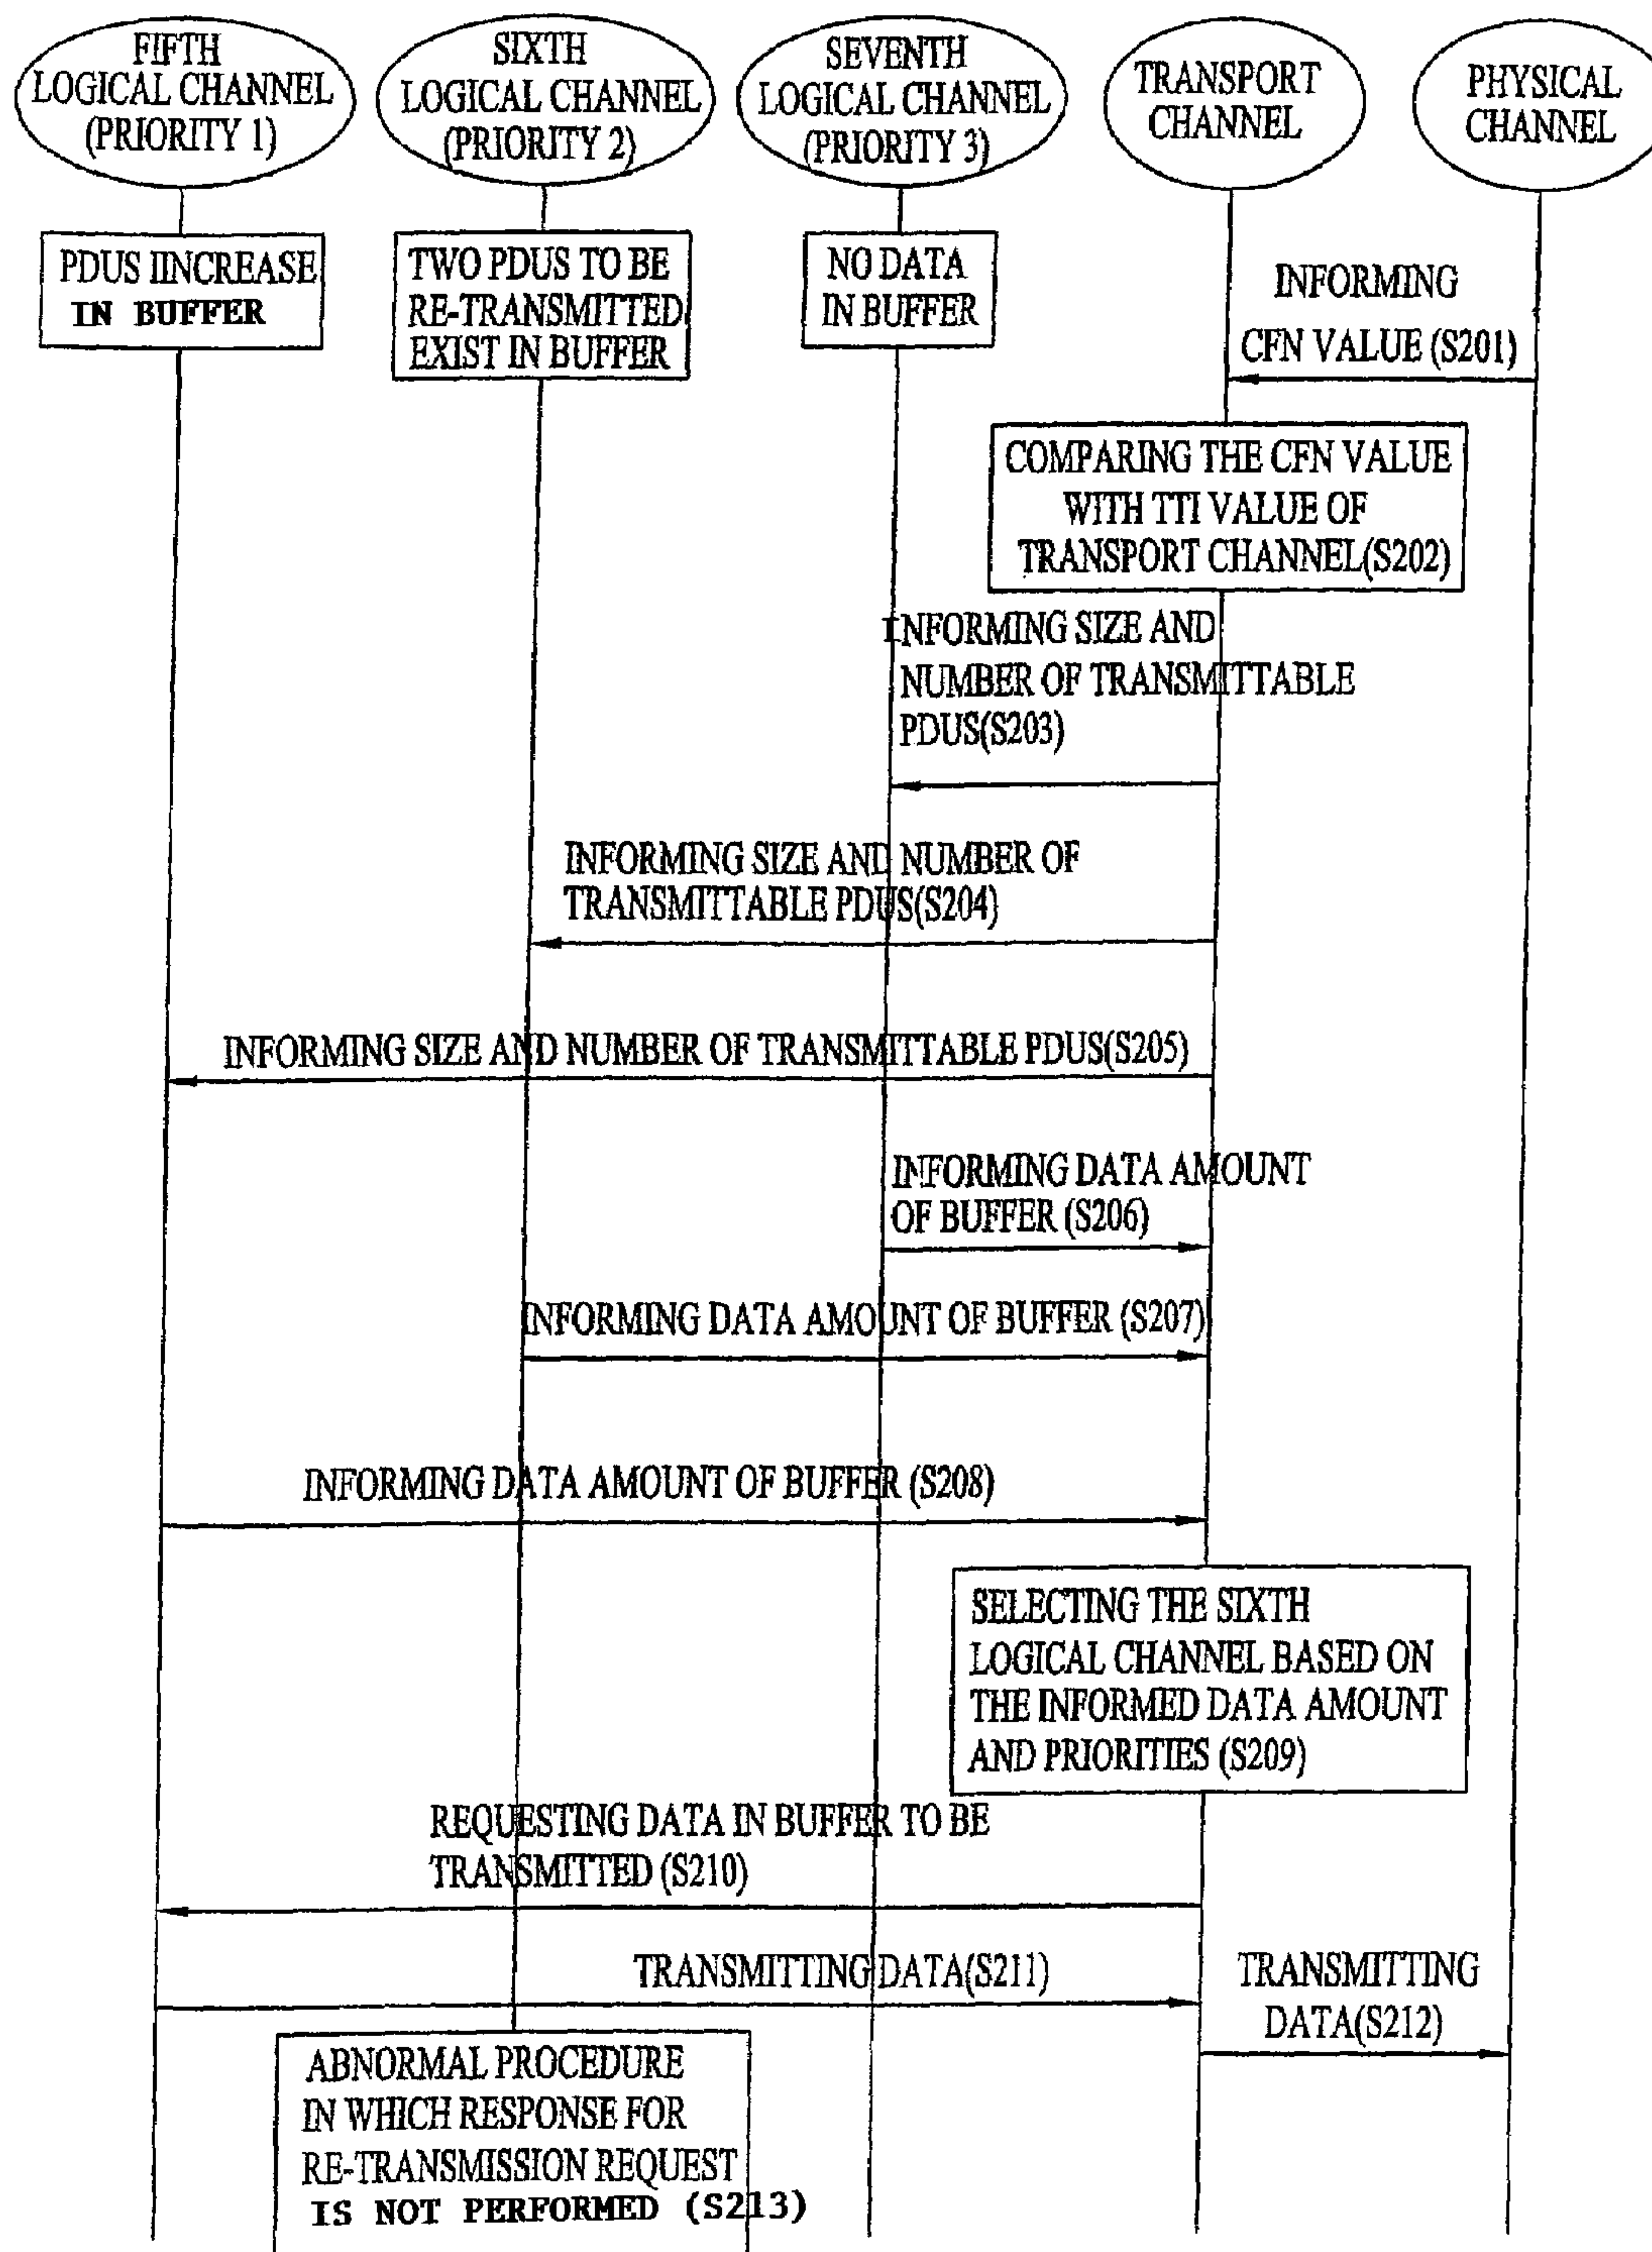 FIFTH
LOGICAL CHANNEL
(PRIORITY 1)
SIXTH
LOGICAL CHANNEL
(PRIORITY 2)
SEVENTH
LOGICAL CHANNEL
(PRIORITY 3)
TRANSPORT
CHANNEL
PHYSICAL
CHANNEL
PDUS IINCREASE
IN BUFFER
TWO PDUS TO BE
RE-TRANSMITTED
EXIST IN BUFFER
NO DATA
IN BUFFER
INFORMING
CFN VALUE (S201)
COMPARING THE CFN VALUE
WITH TTI VALUE OF
TRANSPORT CHANNEL(S202)
INFORMING SIZE AND
NUMBER OF TRANSMITTABLE
PDUS(S203)
INFORMING SIZE AND NUMBER OF
TRANSMITTABLE PDUS(S204)
INFORMING SIZE AND NUMBER OF TRANSMITTABLE PDUS(S205)
INFORMING DATA AMOUNT
OF BUFFER (S206)
INFORMING DATA AMOUNT OF BUFFER (S207)
INFORMING DATA AMOUNT OF BUFFER (S208)
SELECTING THE SIXTH
LOGICAL CHANNEL BASED ON
THE INFORMED DATA AMOUNT
AND PRIORITIES (S209)
REQUESTING DATA IN BUFFER TO BE
TRANSMITTED (S210)
TRANSMITTING DATA(S211)
TRANSMITTING
DATA(S212)
ABNORMAL PROCEDURE
IN WHICH RESPONSE FOR
RE-TRANSMISSION REQUEST
IS NOT PERFORMED (S213)